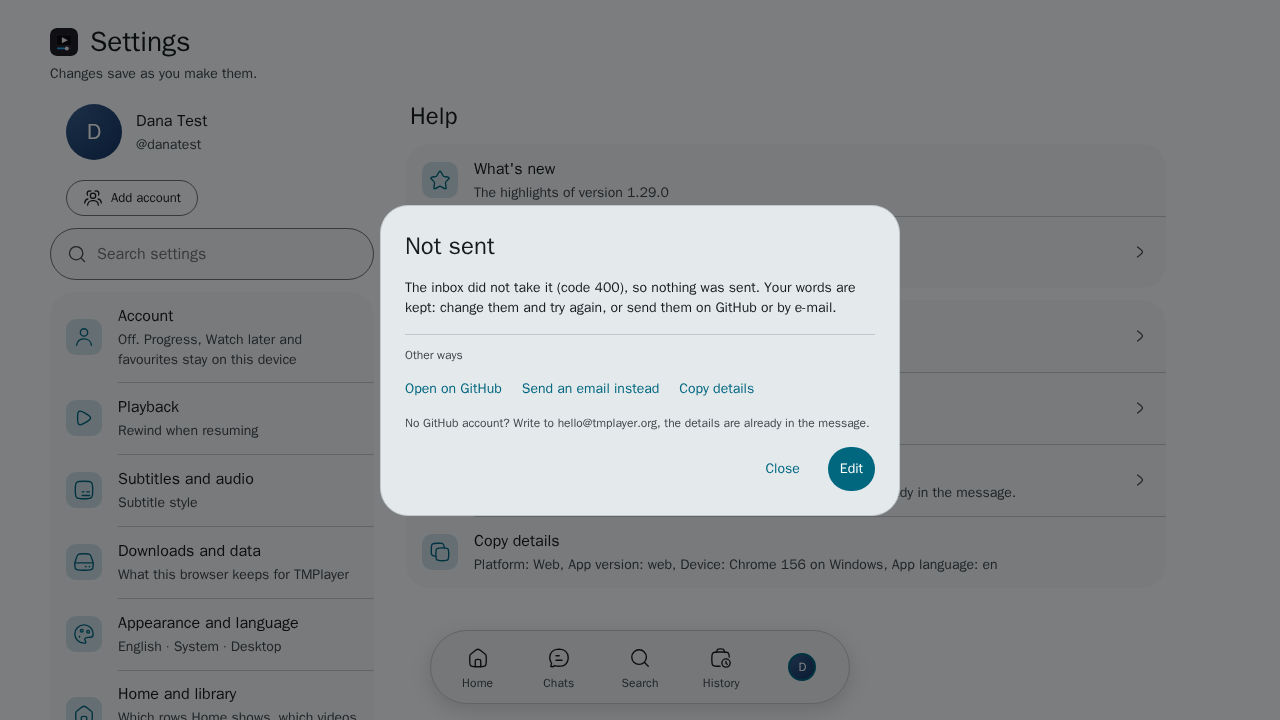 Settings
Changes save as you make them.
D
Dana Test
@danatest
Add account
Search settings
Account
Off. Progress, Watch later and
favourites stay on this device
Playback
Rewind when resuming
Subtitles and audio
Subtitle style
Downloads and data
What this browser keeps for TMPlayer
Appearance and language
English · System · Desktop
Home and library
Which rows Home shows, which videos
Help
What's new
The highlights of version 1.29.0
Not sent
The inbox did not take it (code 400), so nothing was sent. Your words are
kept: change them and try again, or send them on GitHub or by e-mail.
Other ways
Open on GitHub
Send an email instead
Copy details
No GitHub account? Write to hello@tmplayer.org, the details are already in the message.
Close
Edit
dy in the message.
Copy details
Platform: Web, App version: web, Device: Chrome 156 on Windows, App language: en
Home
Chats
Search
History
D